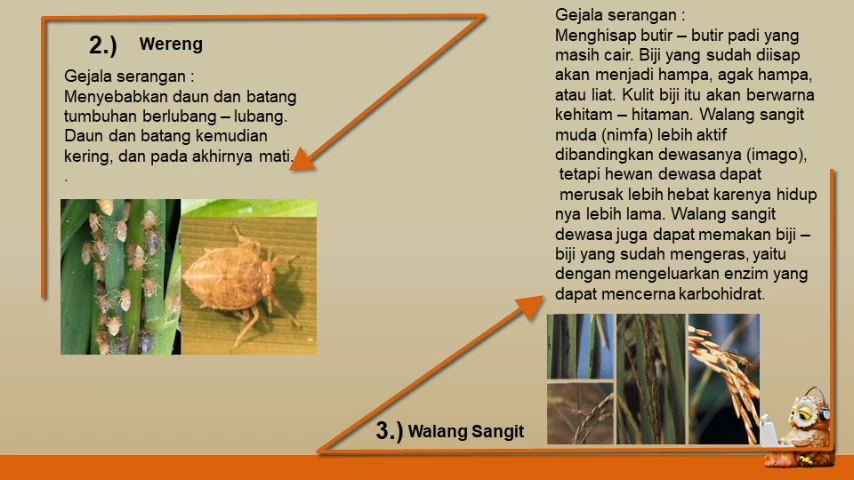 2.) Wereng
Gejala serangan :
Menyebabkan daun dan batang
tumbuhan berlubang – lubang.
Daun dan batang kemudian
kering, dan pada akhirnya mati.
.
Gejala serangan :
Menghisap butir – butir padi yang
masih cair. Biji yang sudah diisap
akan menjadi hampa, agak hampa,
atau liat. Kulit biji itu akan berwarna
kehitam – hitaman. Walang sangit
muda (nimfa) lebih aktif
dibandingkan dewasanya (imago),
tetapi hewan dewasa dapat
merusak lebih hebat karenya hidup
nya lebih lama. Walang sangit
dewasa juga dapat memakan biji –
biji yang sudah mengeras, yaitu
dengan mengeluarkan enzim yang
dapat mencerna karbohidrat.
3.) Walang Sangit